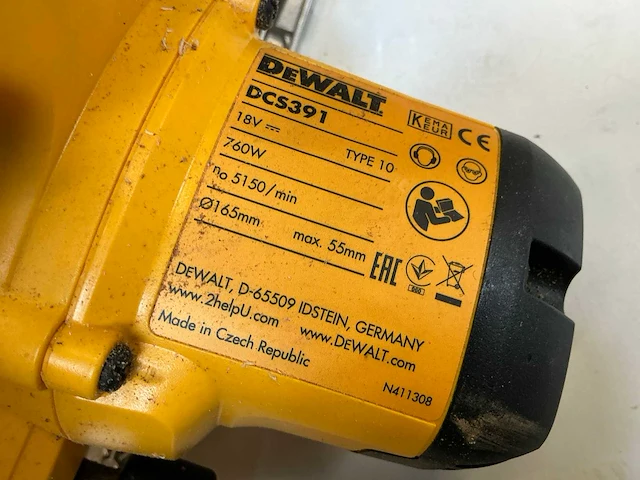 DEWALT
DCS391
KEMA
KEUR
CE
18V
TYPE 10
760W
no 5150/min
Ø165mm
max. 55mm
EAC
DEWALT, D-65509 IDSTEIN, GERMANY
www.2helpU.com www.DEWALT.com
Made in Czech Republic
N411308